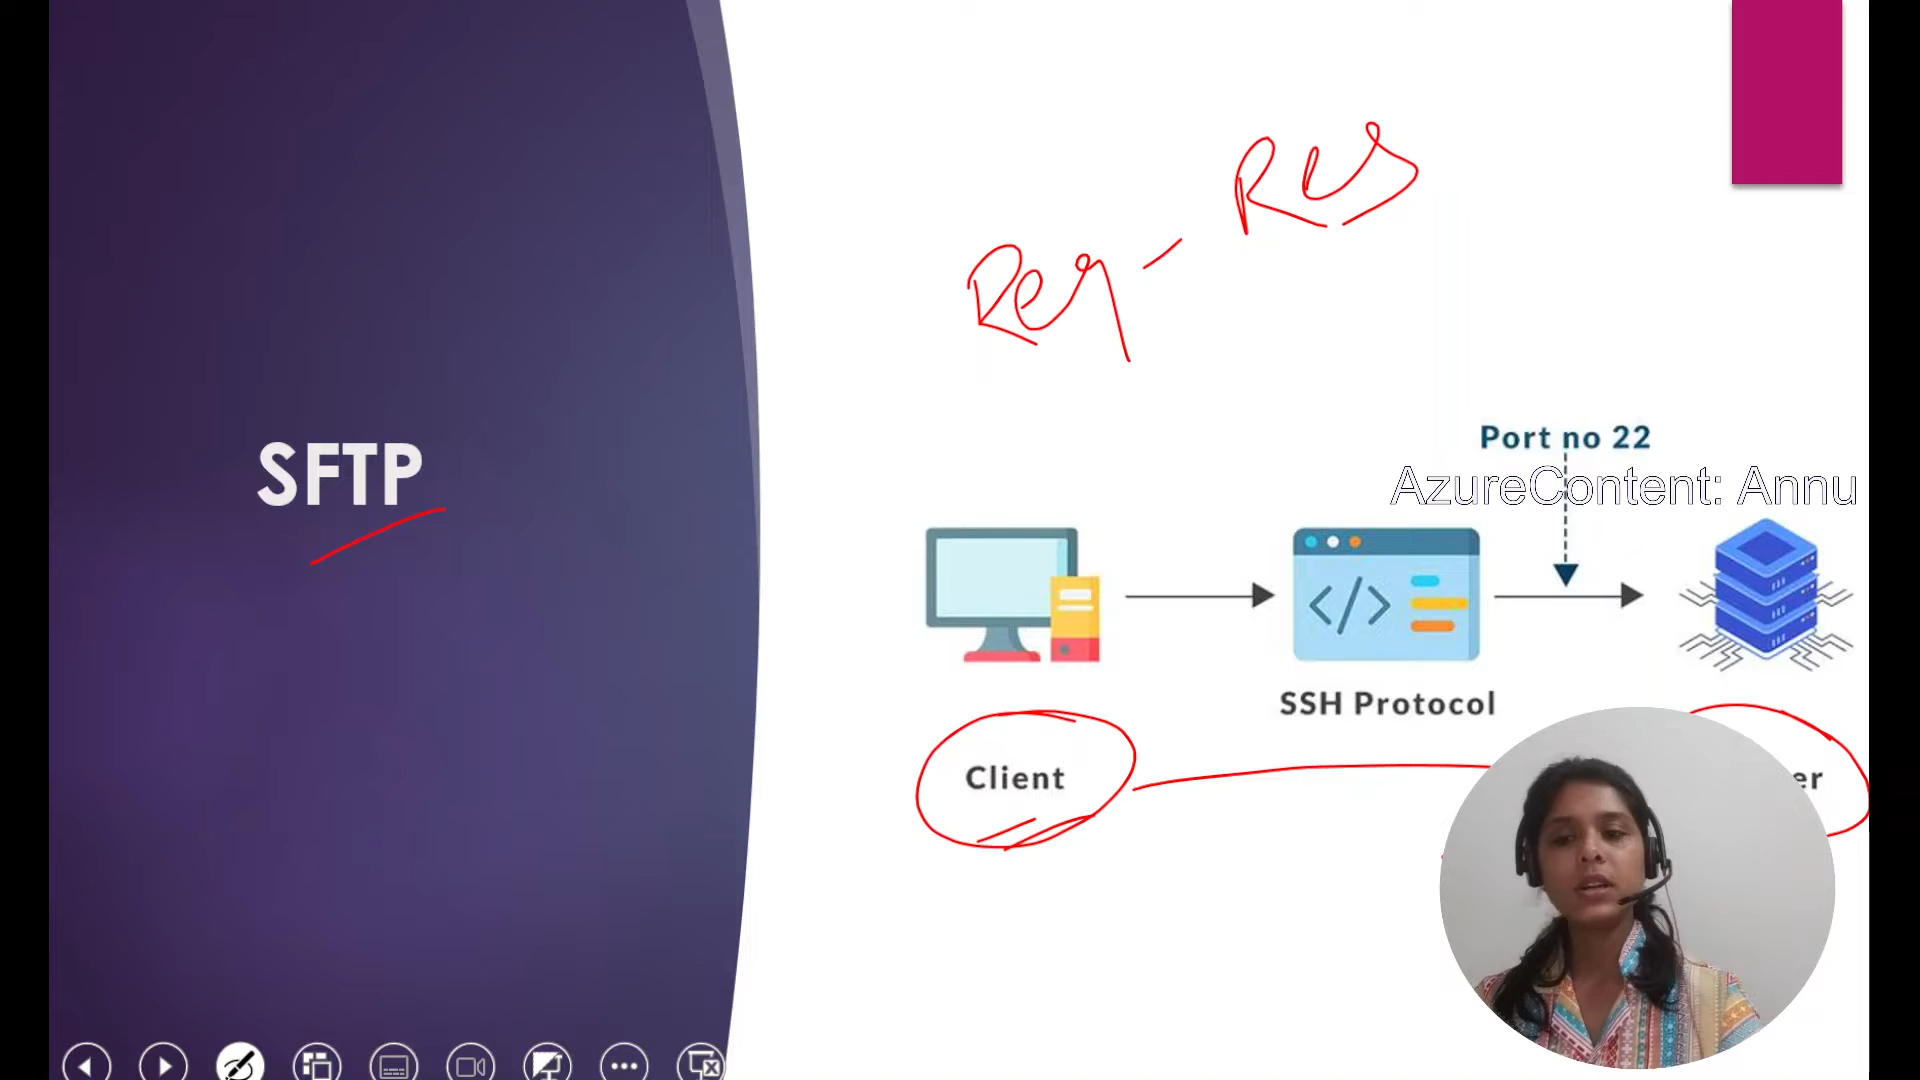 SFTP
Req - Res
Port no 22
AzureContent: Annu
SSH Protocol
Client
er